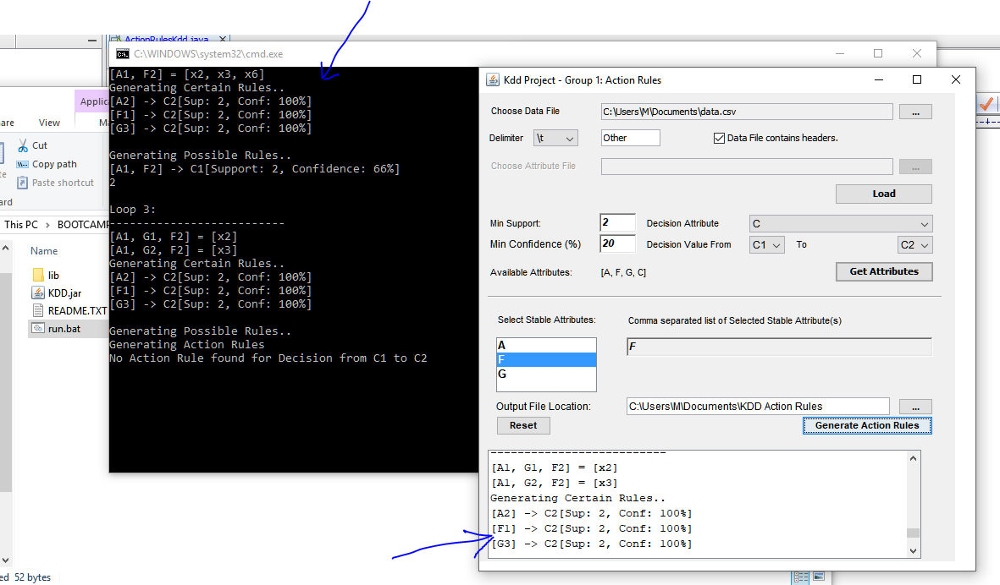 ActionRulesKdd.java
C:\WINDOWS\system32\cmd.exe
[A1, F2] = [x2, x3, x6]
Generating Certain Rules..
[A2] -> C2[Sup: 2, Conf: 100%]
[F1] -> C2[Sup: 2, Conf: 100%]
[G3] -> C2[Sup: 2, Conf: 100%]
Generating Possible Rules..
[A1, F2] -> C1[Support: 2, Confidence: 66%]
2
Loop 3:
--------------------------
[A1, G1, F2] = [x2]
[A1, G2, F2] = [x3]
Generating Certain Rules..
[A2] -> C2[Sup: 2, Conf: 100%]
[F1] -> C2[Sup: 2, Conf: 100%]
[G3] -> C2[Sup: 2, Conf: 100%]
Generating Possible Rules..
Generating Action Rules
No Action Rule found for Decision from C1 to C2
Applic
are
View
Ma
Cut
Copy path
Paste shortcut
ard
This PC > BOOTCAMP
Name
lib
KDD.jar
README.TXT
run.bat
ed 52 bytes
Kdd Project - Group 1: Action Rules
Choose Data File C:\Users\M\Documents\data.csv ...
Delimiter \t Other Data File contains headers.
Choose Attribute File ...
Load
Min Support: 2 Decision Attribute C
Min Confidence (%) 20 Decision Value From C1 To C2
Available Attributes: [A, F, G, C] Get Attributes
Select Stable Attributes: Comma separated list of Selected Stable Attribute(s)
A
F
G
F
Output File Location: C:\Users\M\Documents\KDD Action Rules ...
Reset Generate Action Rules
--------------------------
[A1, G1, F2] = [x2]
[A1, G2, F2] = [x3]
Generating Certain Rules..
[A2] -> C2[Sup: 2, Conf: 100%]
[F1] -> C2[Sup: 2, Conf: 100%]
[G3] -> C2[Sup: 2, Conf: 100%]